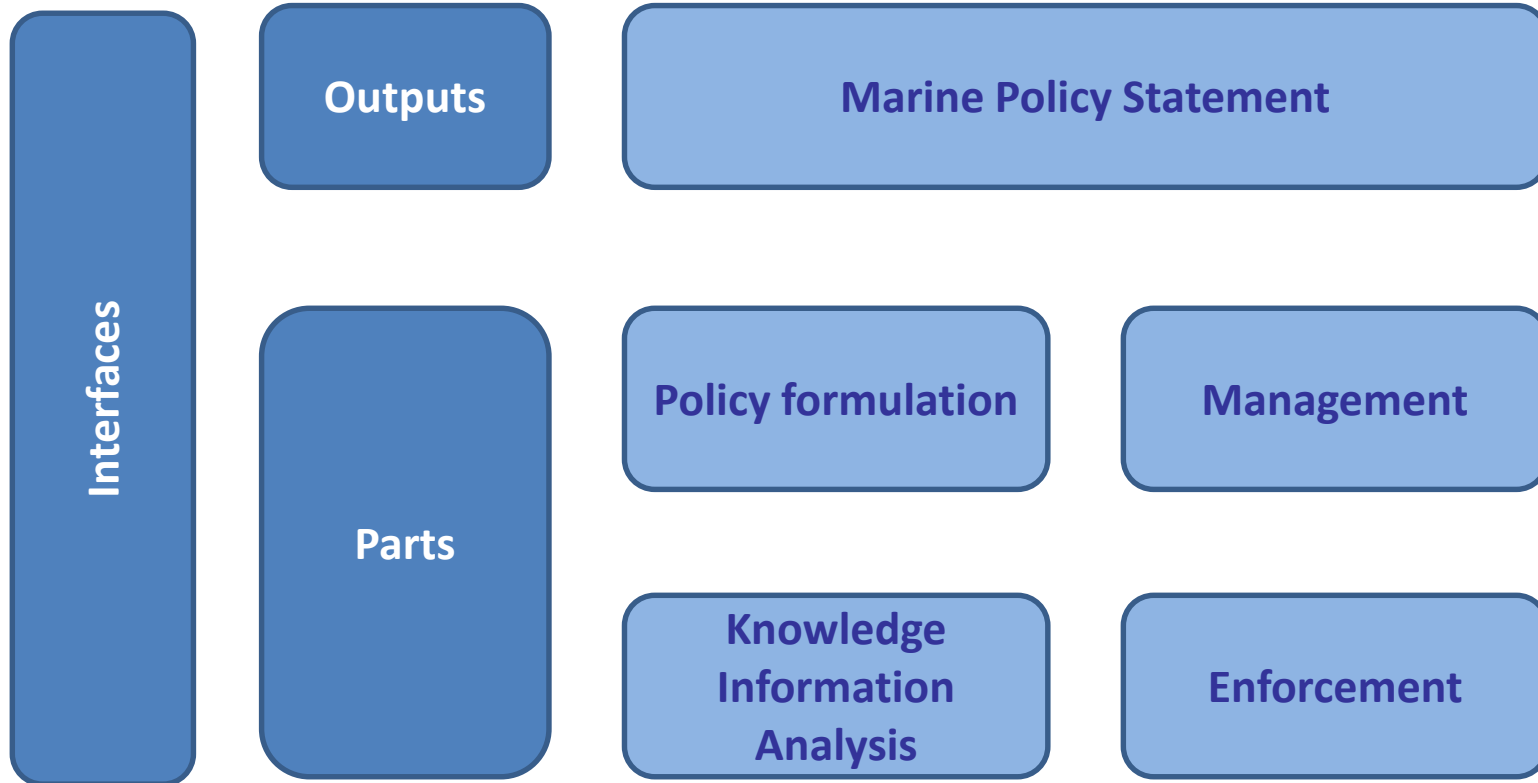 Interfaces
Outputs
Marine Policy Statement
Parts
Policy formulation
Management
Knowledge
Information
Analysis
Enforcement